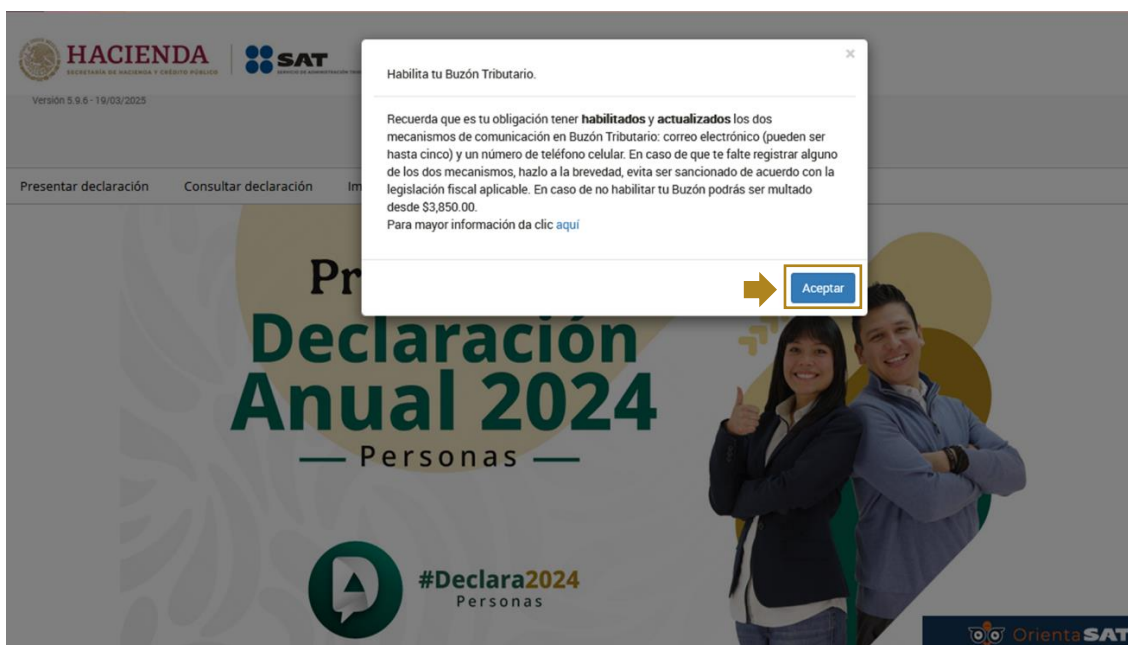 HACIENDA
SECRETARÍA DE HACIENDA Y CRÉDITO PÚBLICO
SAT
SERVICIO DE ADMINISTRACIÓN
Versión 5.9.6 - 19/03/2025
Habilita tu Buzón Tributario.
×
Recuerda que es tu obligación tener habilitados y actualizados los dos
mecanismos de comunicación en Buzón Tributario: correo electrónico (pueden ser
hasta cinco) y un número de teléfono celular. En caso de que te falte registrar alguno
de los dos mecanismos, hazlo a la brevedad, evita ser sancionado de acuerdo con la
legislación fiscal aplicable. En caso de no habilitar tu Buzón podrás ser multado
desde $3,850.00.
Para mayor información da clic aquí
Aceptar
Presentar declaración Consultar declaración Im
Pr
Declaración
Anual 2024
Personas
#Declara2024
Personas
OrientaSAT